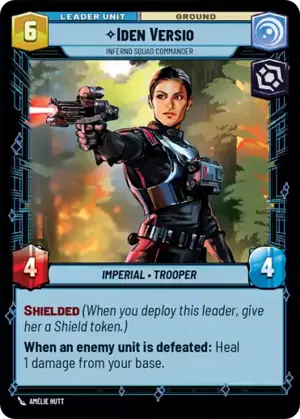 LEADER UNIT GROUND
6
✧IDEN VERSIO
INFERNO SQUAD COMMANDER
4 4
IMPERIAL • TROOPER
SHIELDED (When you deploy this leader, give
her a Shield token.)
When an enemy unit is defeated: Heal
1 damage from your base.
AMÉLIE HUTT